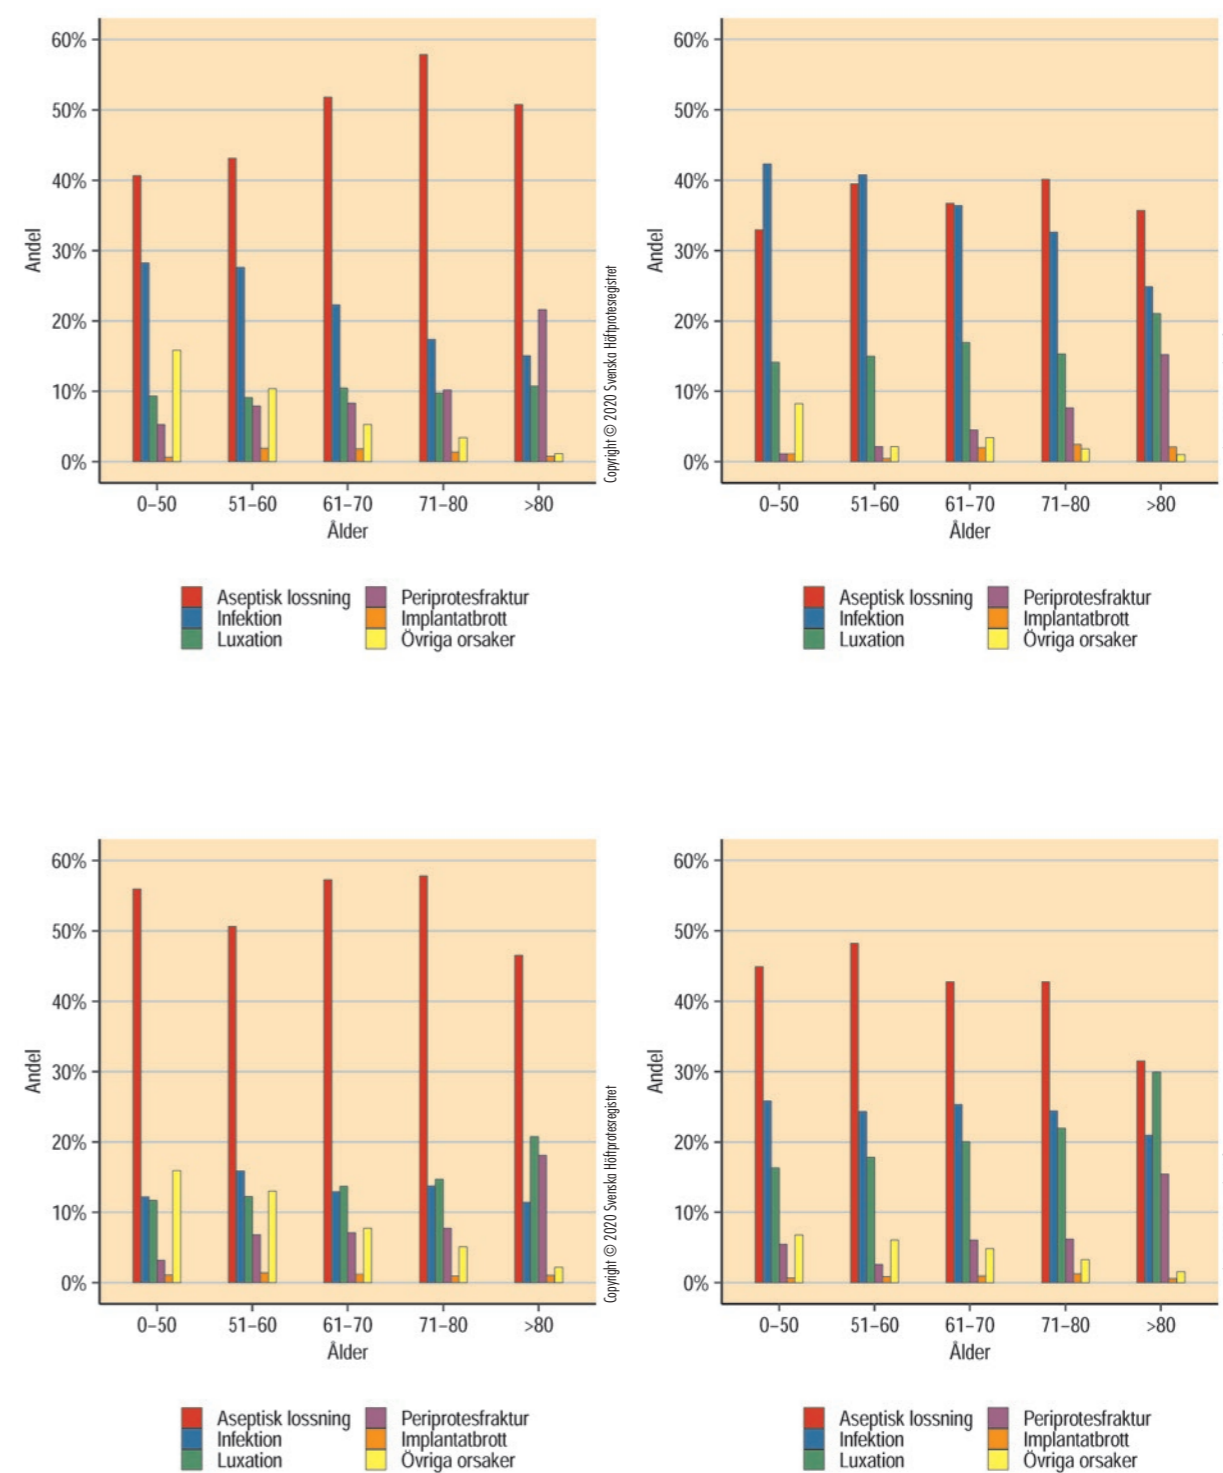 60%
50%
40%
30%
20%
10%
0%
Andel
0–50 51–60 61–70 71–80 >80
Ålder
Aseptisk lossning Periprotesfraktur
Infektion Implantatbrott
Luxation Övriga orsaker
Copyright © 2020 Svenska Höftprotesregistret
60%
50%
40%
30%
20%
10%
0%
Andel
0–50 51–60 61–70 71–80 >80
Ålder
Aseptisk lossning Periprotesfraktur
Infektion Implantatbrott
Luxation Övriga orsaker
60%
50%
40%
30%
20%
10%
0%
Andel
0–50 51–60 61–70 71–80 >80
Ålder
Aseptisk lossning Periprotesfraktur
Infektion Implantatbrott
Luxation Övriga orsaker
Copyright © 2020 Svenska Höftprotesregistret
60%
50%
40%
30%
20%
10%
0%
Andel
0–50 51–60 61–70 71–80 >80
Ålder
Aseptisk lossning Periprotesfraktur
Infektion Implantatbrott
Luxation Övriga orsaker